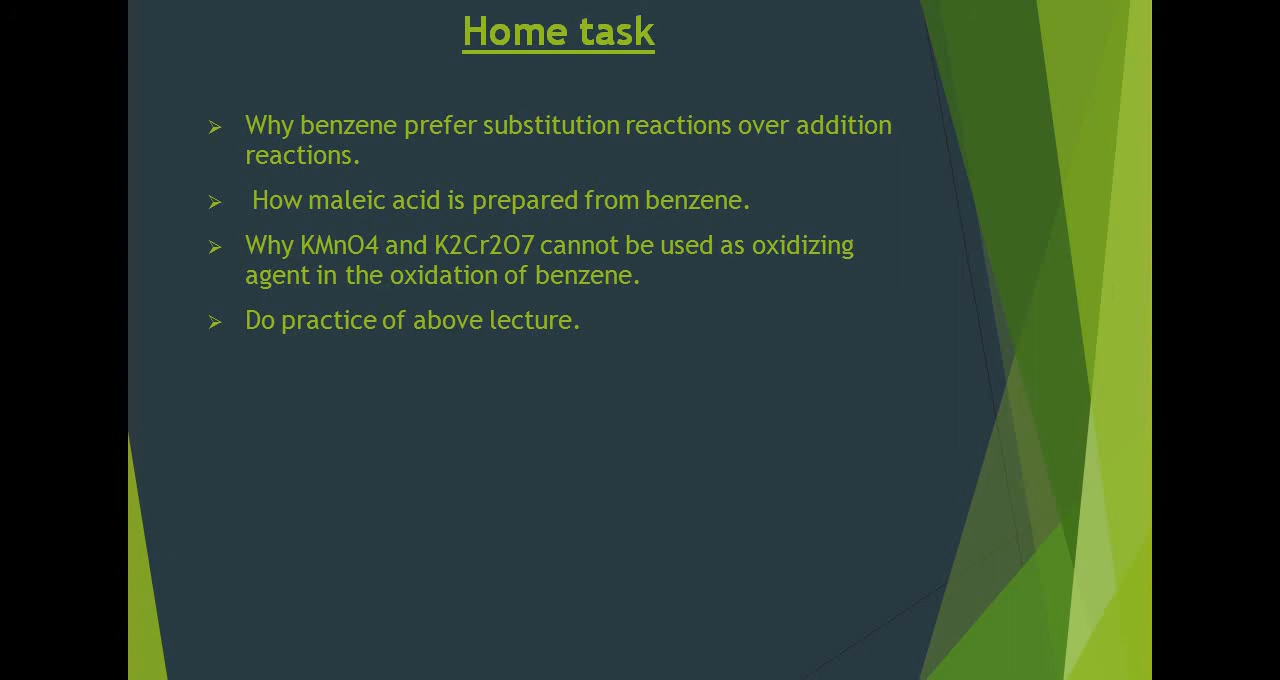 Home task
➢ Why benzene prefer substitution reactions over addition
reactions.
➢ How maleic acid is prepared from benzene.
➢ Why KMnO4 and K2Cr2O7 cannot be used as oxidizing
agent in the oxidation of benzene.
➢ Do practice of above lecture.